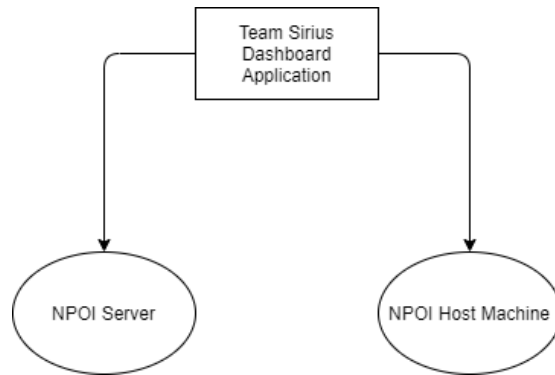 Team Sirius
Dashboard
Application
NPOI Server
NPOI Host Machine